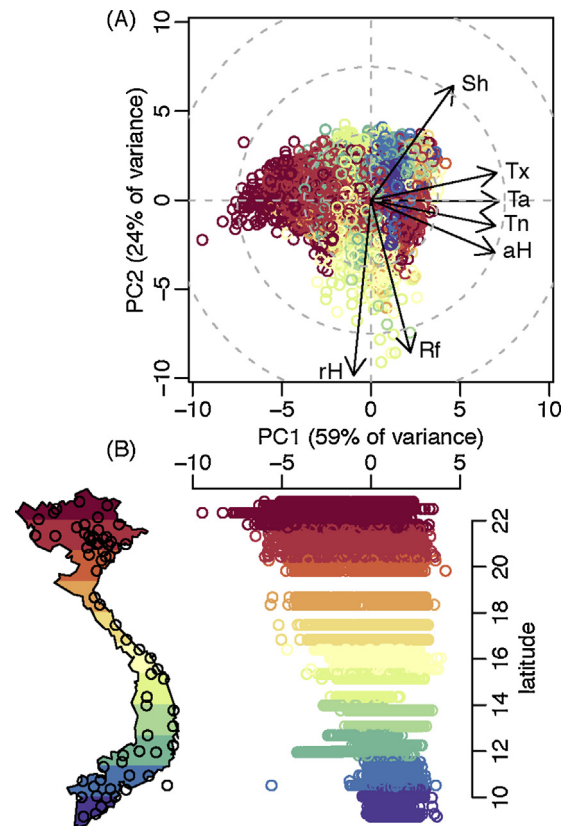 (A)
10
5
0
−5
−10
PC2 (24% of variance)
Sh
Tx
Ta
Tn
aH
Rf
rH
−10 −5 0 5 10
PC1 (59% of variance)
(B)
−10 −5 0 5
22
20
18
16
14
12
10
latitude